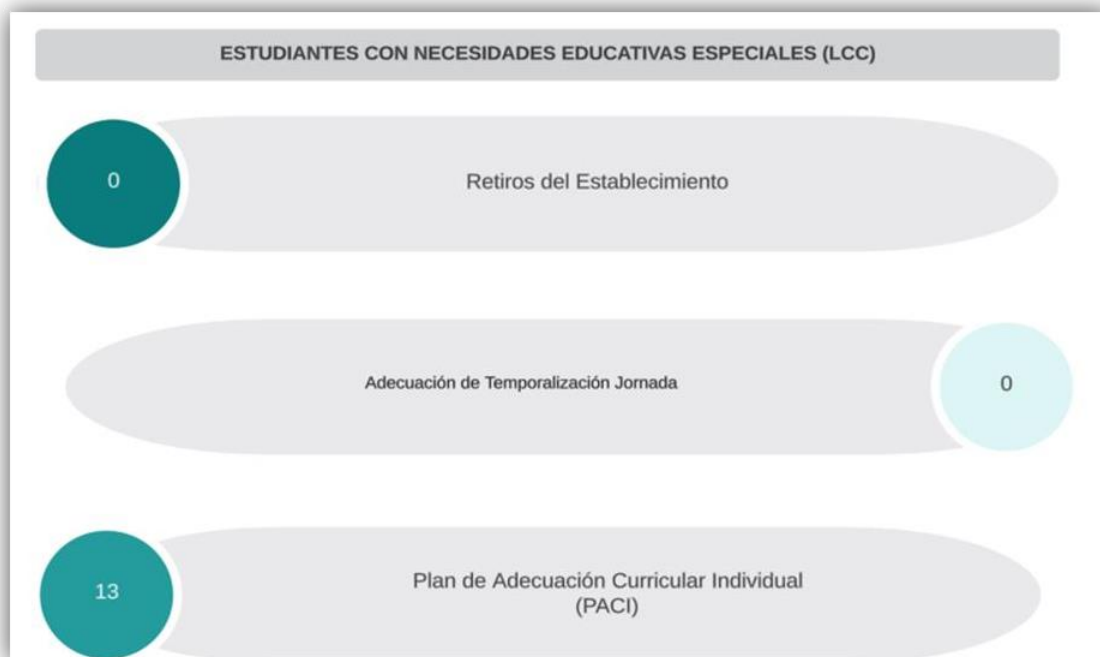 ESTUDIANTES CON NECESIDADES EDUCATIVAS ESPECIALES (LCC)
0
Retiros del Establecimiento
Adecuación de Temporalización Jornada
0
13
Plan de Adecuación Curricular Individual
(PACI)